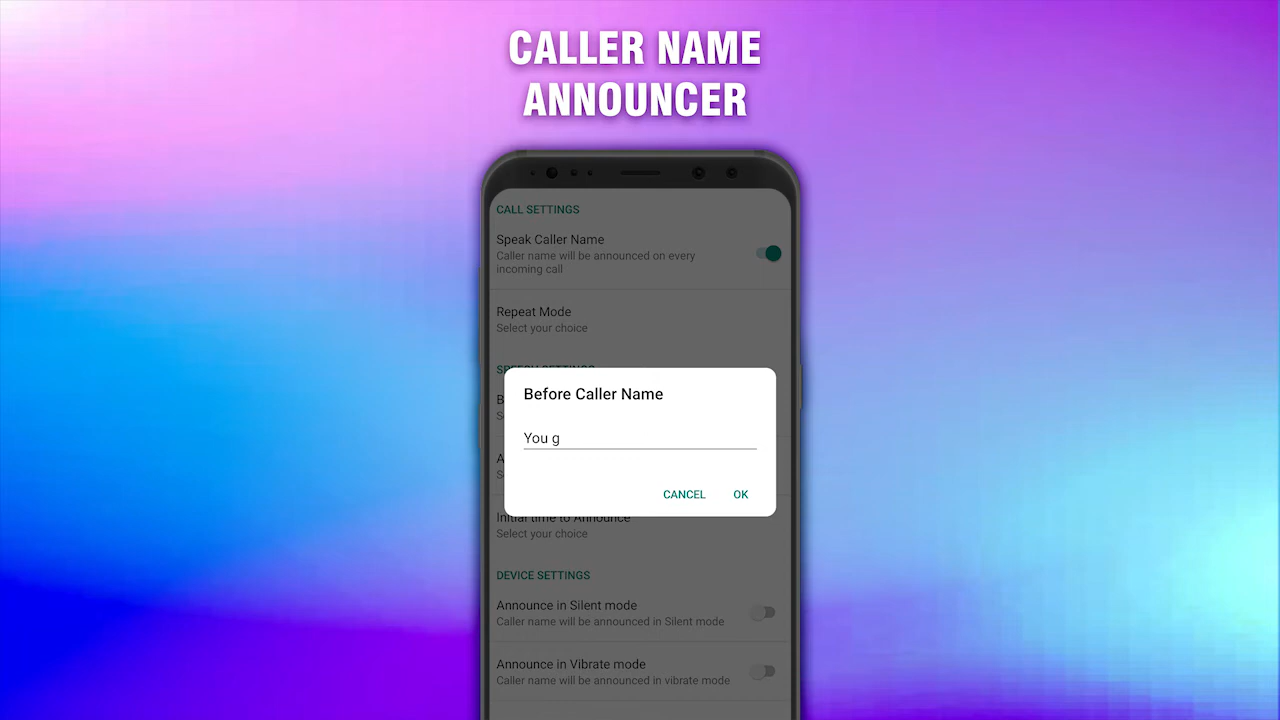 CALLER NAME
ANNOUNCER
CALL SETTINGS
Speak Caller Name
Caller name will be announced on every
incoming call
Repeat Mode
Select your choice
Before Caller Name
You g
CANCEL
OK
Initial time to Announce
Select your choice
DEVICE SETTINGS
Announce in Silent mode
Caller name will be announced in Silent mode
Announce in Vibrate mode
Caller name will be announced in vibrate mode